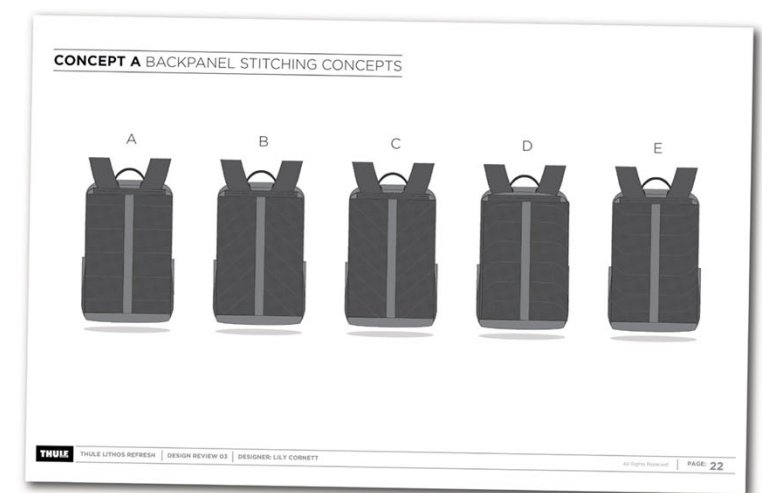 CONCEPT A BACKPANEL STITCHING CONCEPTS
A B C D E
THULE THULE LITHOS REFRESH | DESIGN REVIEW 03 | DESIGNER: LILY CORNETT All Rights Reserved | PAGE: 22